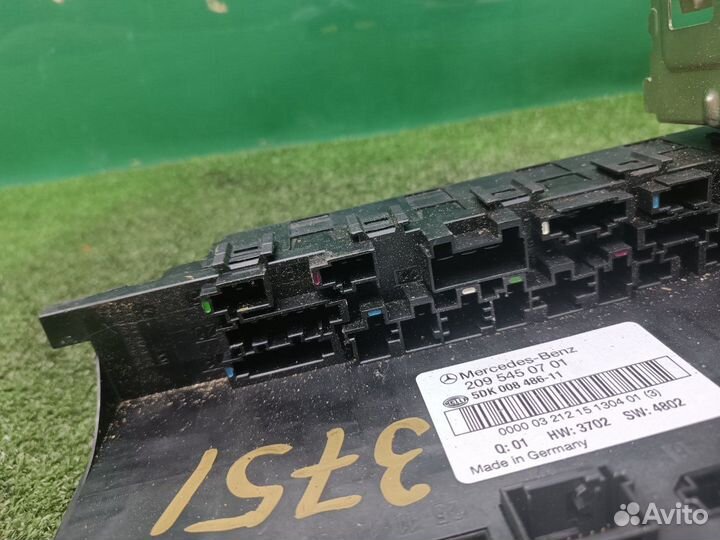 Mercedes-Benz
209 545 07 01
HELLA 5DK 008 486-11
0000 03 212 15 1304 01 (3)
Q: 01 HW: 3702 SW: 4802
Made in Germany
3751
Avito